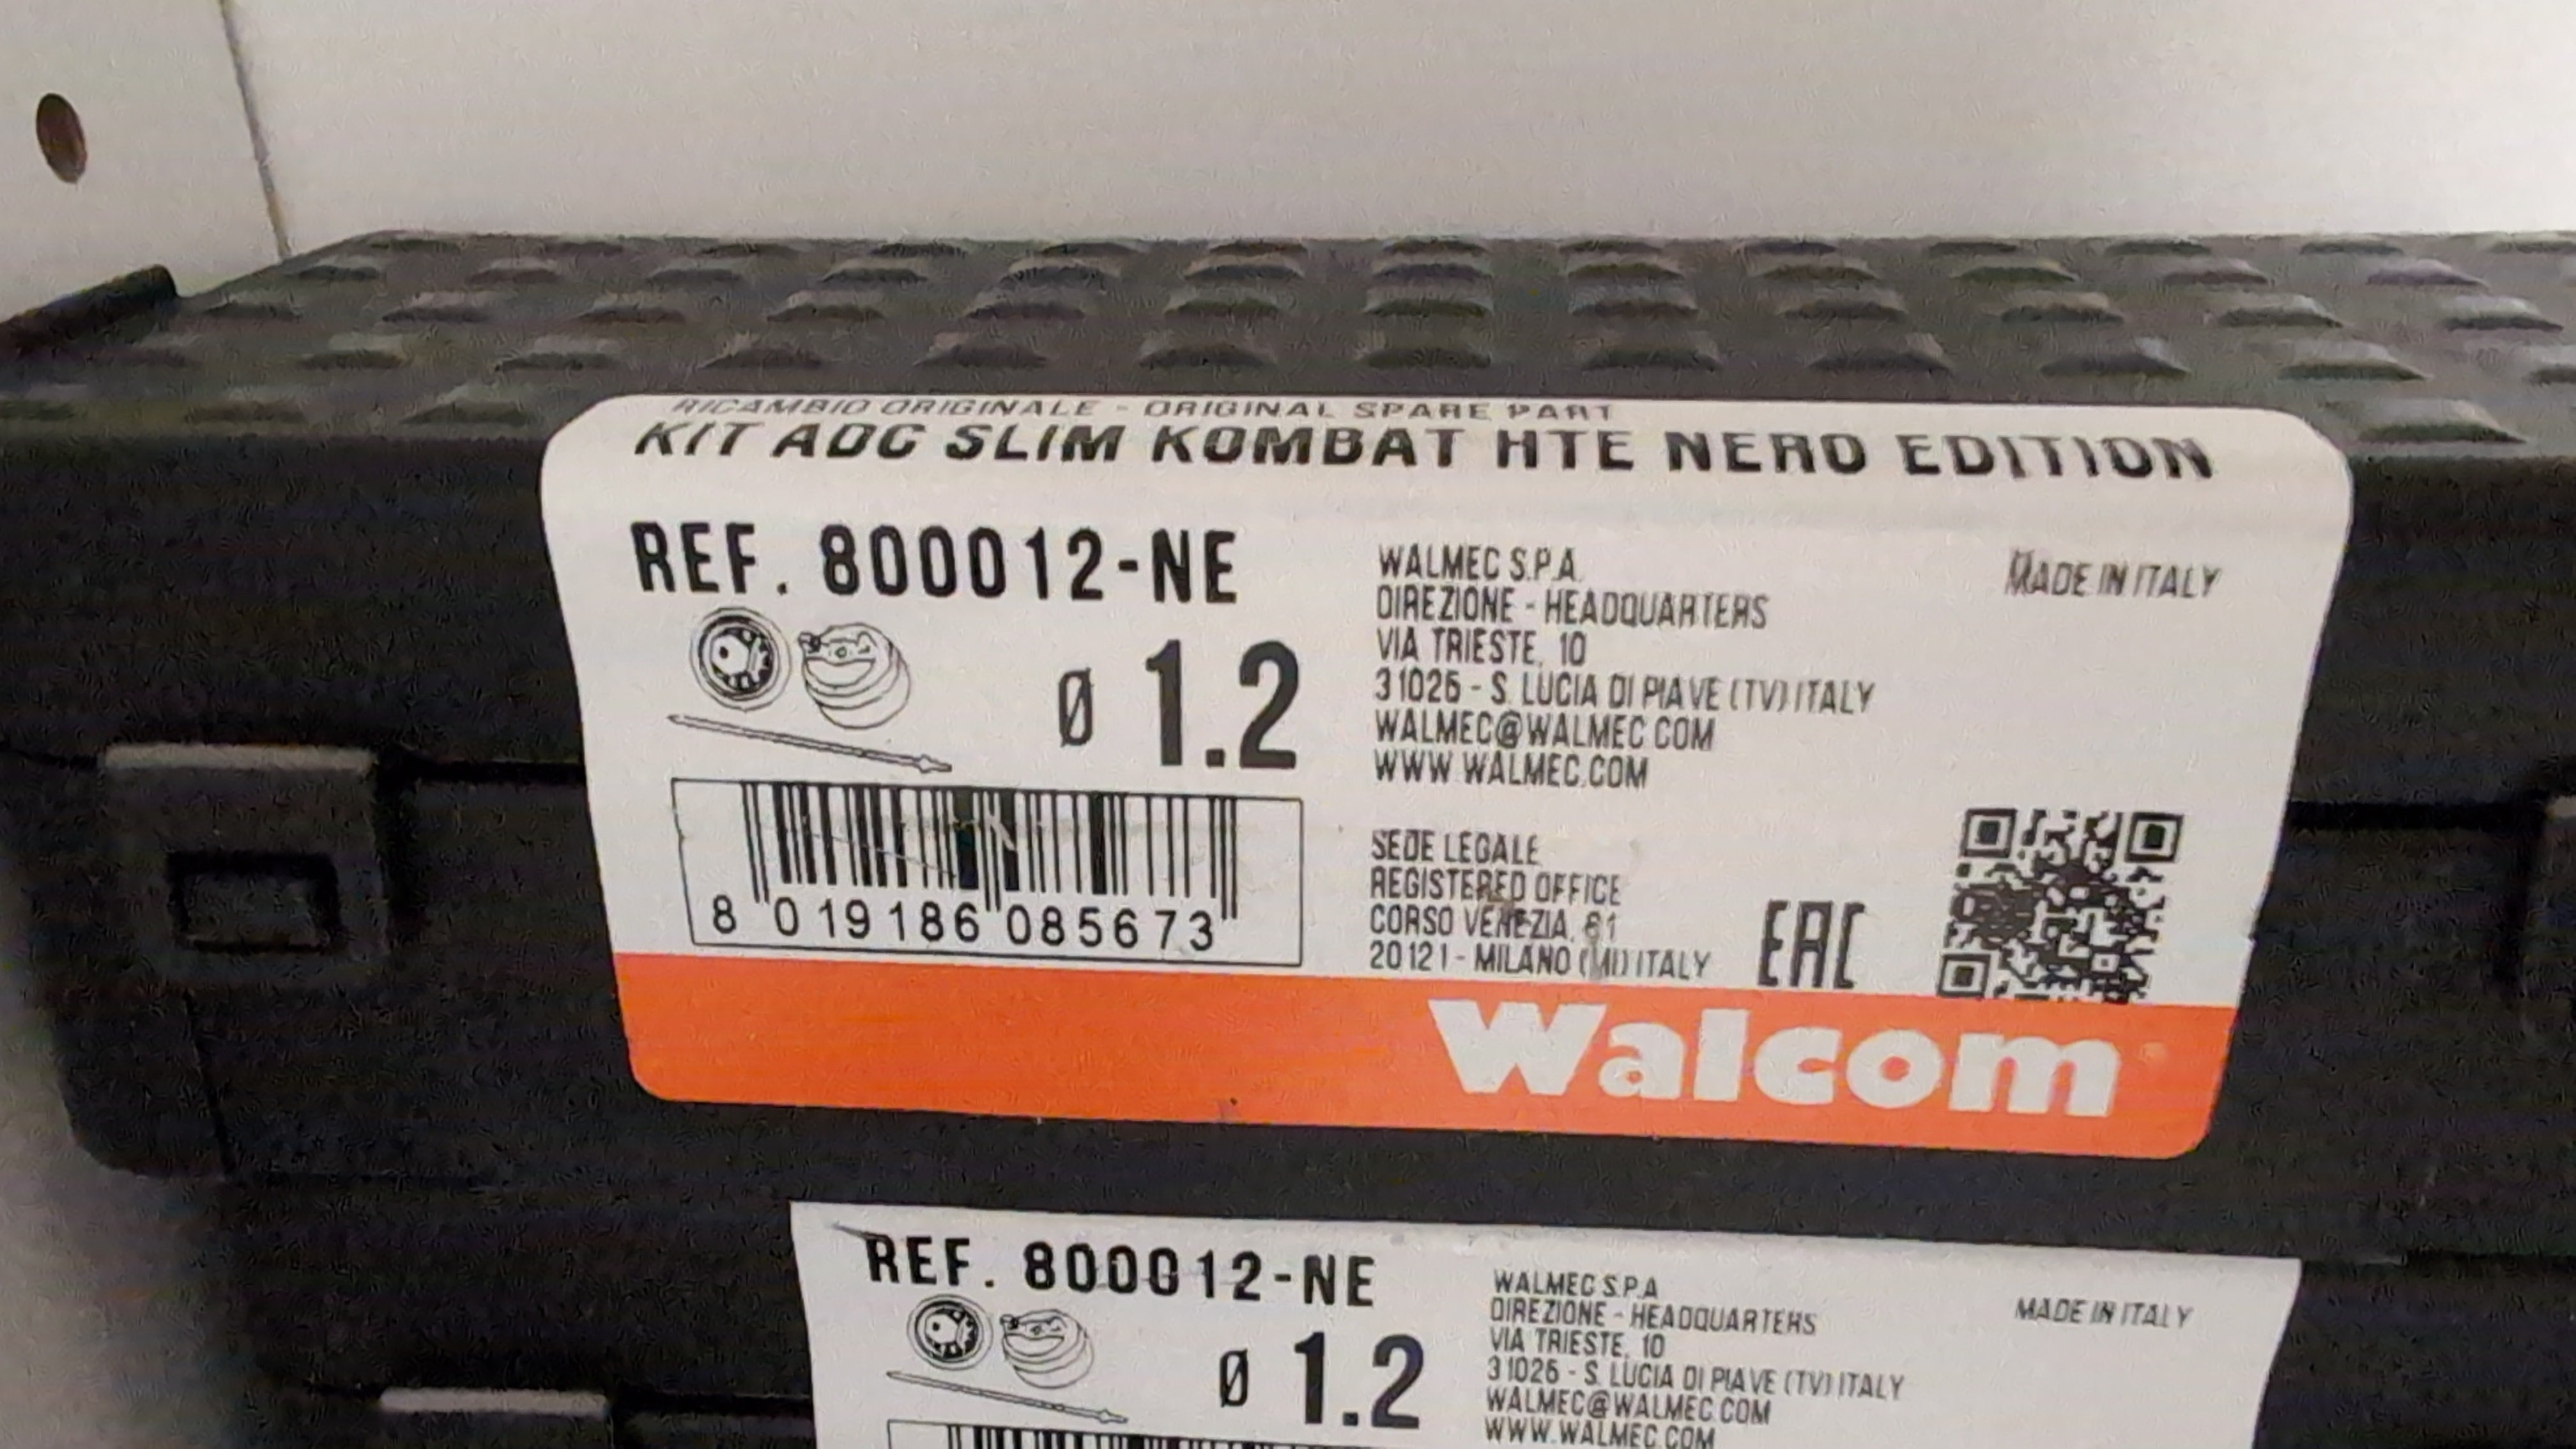 RICAMBIO ORIGINALE - ORIGINAL SPARE PART
KIT ADC SLIM KOMBAT HTE NERO EDITION
REF. 800012-NE
Ø 1.2
8 019186 085673
WALMEC S.P.A.
DIREZIONE - HEADQUARTERS
VIA TRIESTE, 10
31025 - S. LUCIA DI PIAVE (TV) ITALY
WALMEC@WALMEC.COM
WWW.WALMEC.COM
MADE IN ITALY
SEDE LEGALE
REGISTERED OFFICE
CORSO VENEZIA, 61
20121 - MILANO (MI) ITALY
EAC
Walcom
REF. 800012-NE
Ø 1.2
WALMEC S.P.A
DIREZIONE - HEADQUARTERS
VIA TRIESTE, 10
31025 - S. LUCIA DI PIAVE (TV) ITALY
WALMEC@WALMEC.COM
WWW.WALMEC.COM
MADE IN ITALY